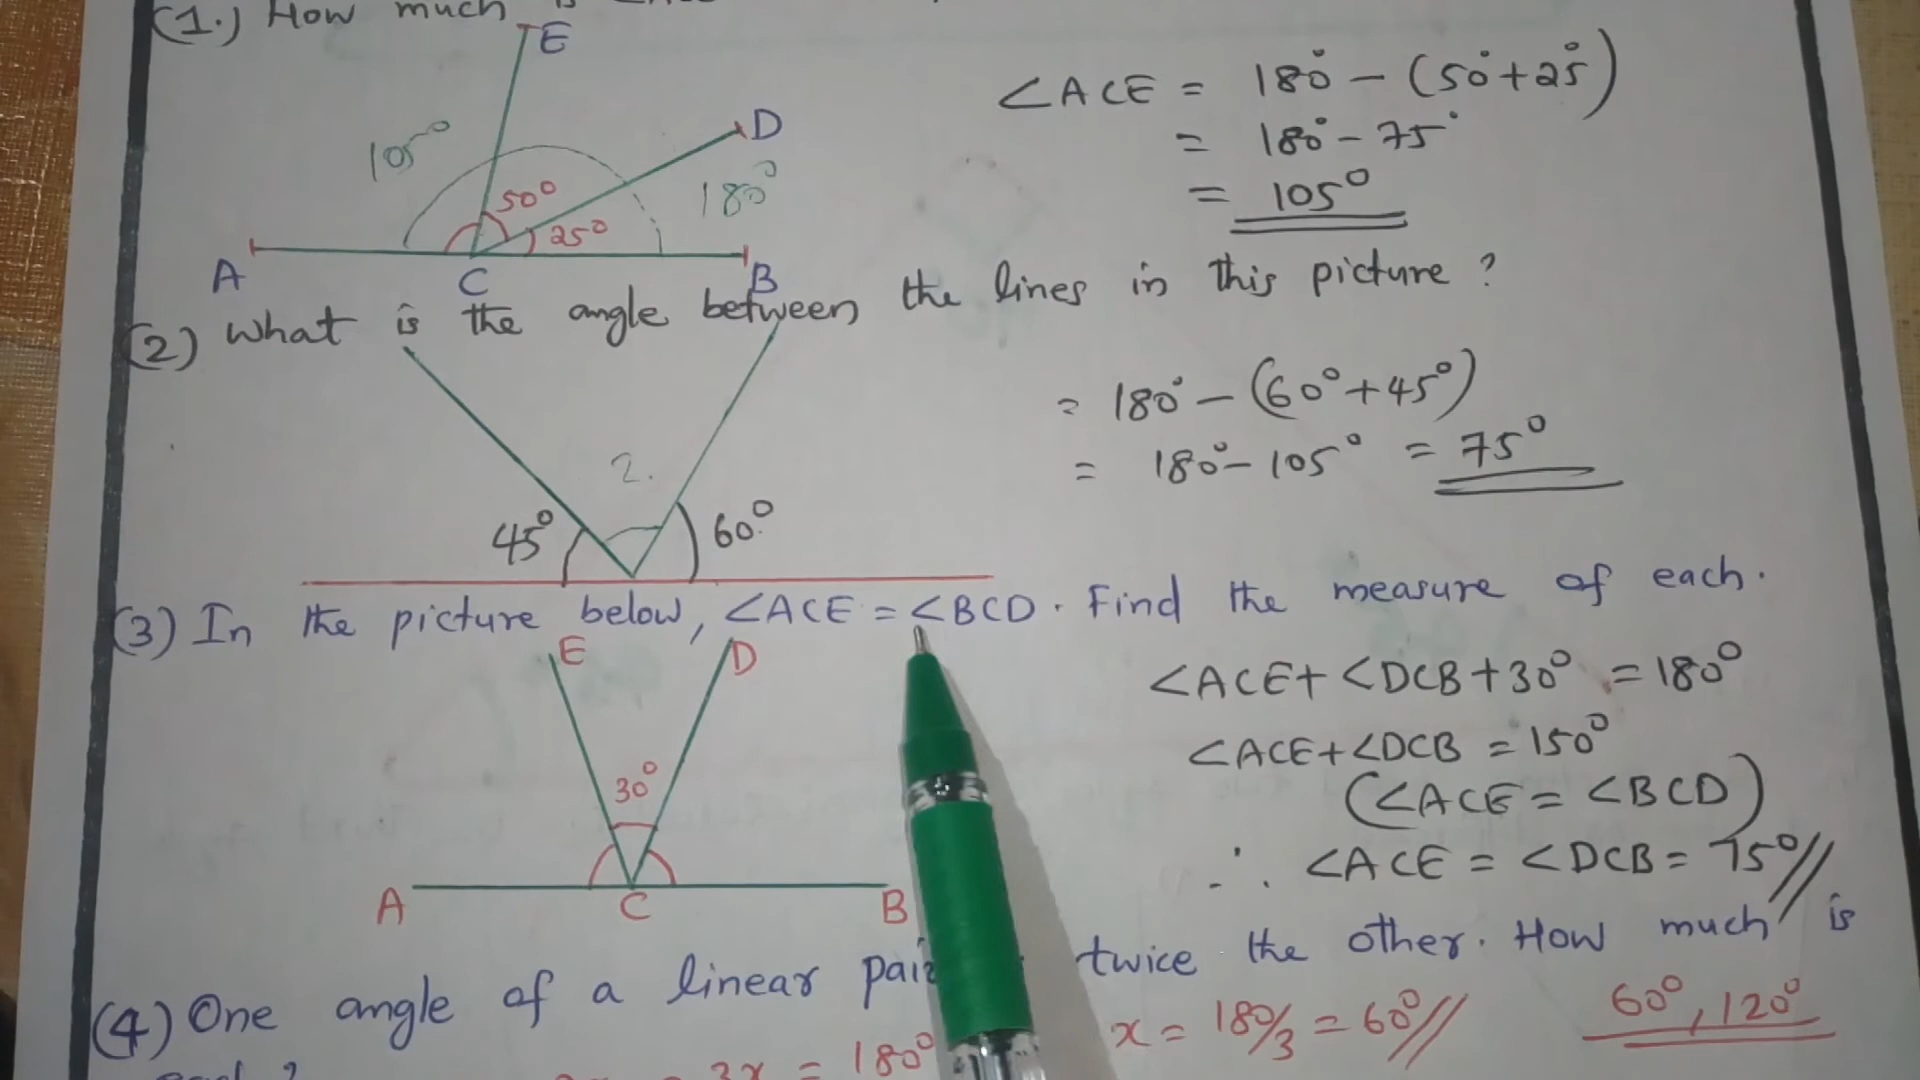 (1.) How much is
E
D
105°
50°
180°
25°
A
C
B
∠ACE = 180° - (50° + 25°)
= 180° - 75°
= 105°
(2) What is the angle between the lines in this picture ?
2.
45°
60°
= 180° - (60° + 45°)
= 180° - 105° = 75°
(3) In the picture below, ∠ACE = ∠BCD. Find the measure of each.
E
D
30°
A
C
B
∠ACE + ∠DCB + 30° = 180°
∠ACE + ∠DCB = 150°
(∠ACE = ∠BCD)
∴ ∠ACE = ∠DCB = 75°//
(4) One angle of a linear twice the other. How much is
3x = 180°
x = 180/3 = 60°//
60°, 120°